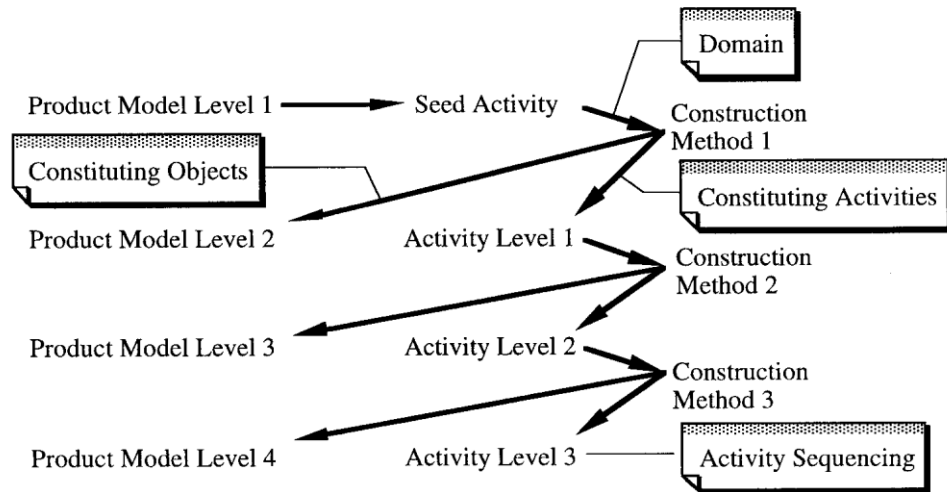 Domain
Product Model Level 1
Seed Activity
Construction
Method 1
Constituting Objects
Constituting Activities
Product Model Level 2
Activity Level 1
Construction
Method 2
Product Model Level 3
Activity Level 2
Construction
Method 3
Product Model Level 4
Activity Level 3
Activity Sequencing